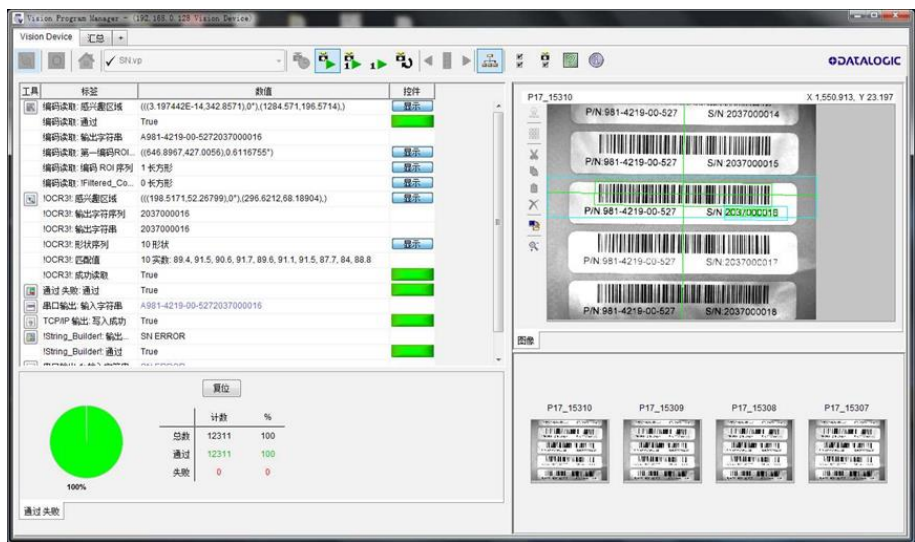 Vision Program Manager - (192.168.0.128 Vision Device)
Vision Device 汇总 +
SNI.vp
DATALOGIC
工具 标签 数值 控件
编码读取: 感兴趣区域 (((3.197442E-14,342.8571),0°),(1284.571,196.5714),) 显示
编码读取: 通过 True
编码读取: 输出字符串 A981-4219-00-5272037000016
编码读取: 第一编码ROI... ((646.8967,427.0056),0.6116755°) 显示
编码读取: 编码 ROI 序列 1 长方形 显示
编码读取: !Filtered_Co... 0 长方形 显示
!OCR3!: 感兴趣区域 (((198.5171,52.26799),0°),(296.6212,68.18904),) 显示
!OCR3!: 输出字符序列 2037000016
!OCR3!: 输出字符串 2037000016
!OCR3!: 形状序列 10 形状 显示
!OCR3!: 匹配值 10 实数: 89.4, 91.5, 90.6, 91.7, 89.6, 91.1, 91.5, 87.7, 84, 88.8
!OCR3!: 成功读取 True
通过 失败: 通过 True
串口输出: 输入字符串 A981-4219-00-5272037000016
TCP/IP 输出: 写入成功 True
!String_Builder!: 输出... SN ERROR
!String_Builder!: 通过 True
复位
计数 %
总数 12311 100
通过 12311 100
失败 0 0
100%
通过 失败
P17_15310 X 1,550.913, Y 23.197
P/N:981-4219-00-527 S/N 2037000014
P/N:981-4219-00-527 S/N 2037000015
P/N 981-4219-00-527 S/N 2037000016
P/N:981-4219-00-527 S/N:2037000017
P/N:981-4219-00-527 S/N:2037000018
图像
P17_15310 P17_15309 P17_15308 P17_15307